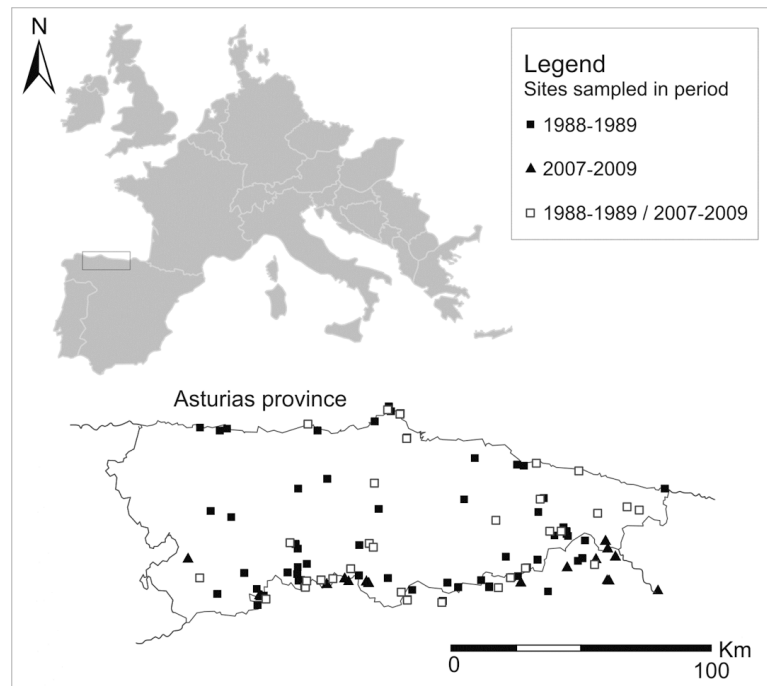 N
Legend
Sites sampled in period
1988-1989
2007-2009
1988-1989 / 2007-2009
Asturias province
Km
0
100